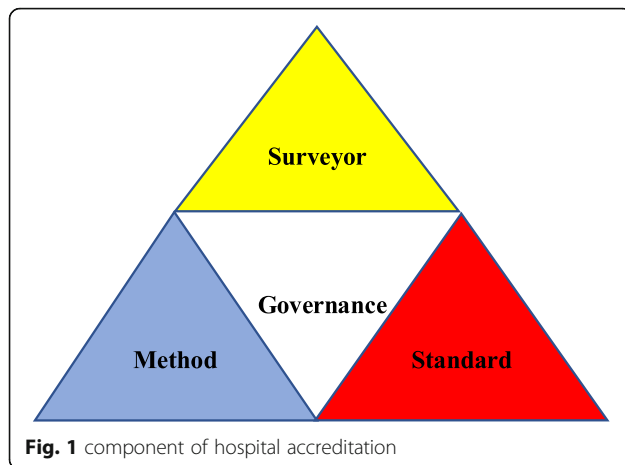 Surveyor
Governance
Method
Standard
Fig. 1 component of hospital accreditation